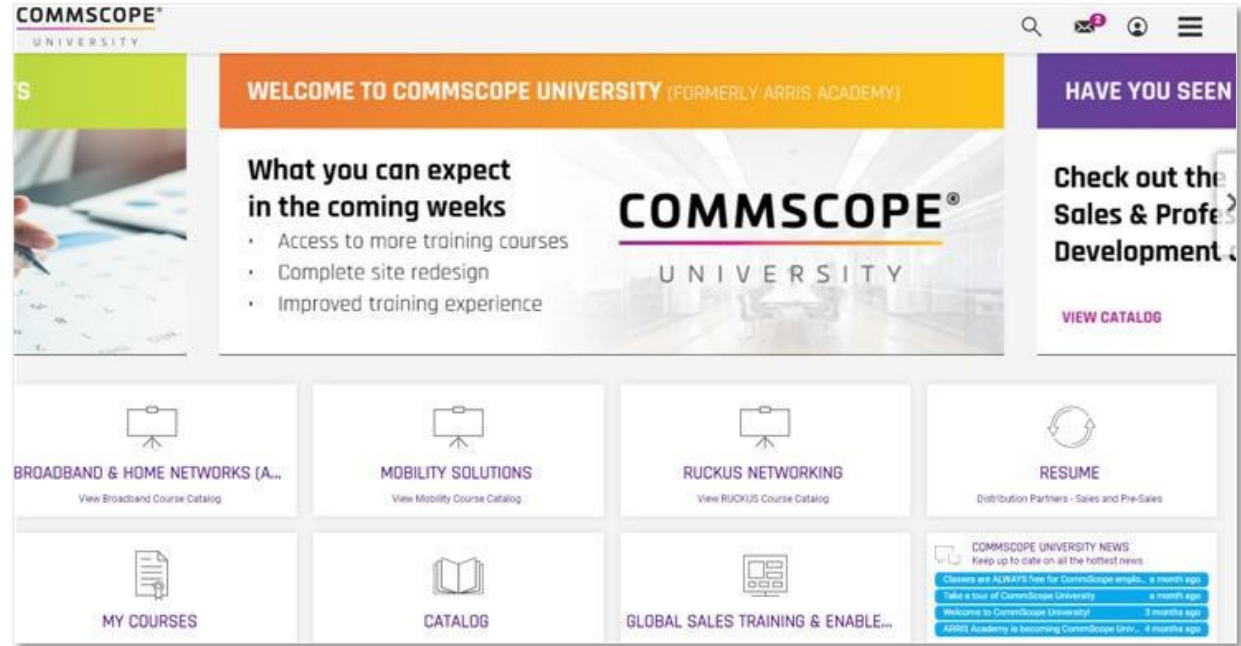 COMMSCOPE®
UNIVERSITY
2
S
WELCOME TO COMMSCOPE UNIVERSITY (FORMERLY ARRIS ACADEMY)
HAVE YOU SEEN
What you can expect
in the coming weeks
· Access to more training courses
· Complete site redesign
· Improved training experience
COMMSCOPE®
UNIVERSITY
Check out the
Sales & Profes
Development
VIEW CATALOG
BROADBAND & HOME NETWORKS (A...
View Broadband Course Catalog
MOBILITY SOLUTIONS
View Mobility Course Catalog
RUCKUS NETWORKING
View RUCKUS Course Catalog
RESUME
Distribution Partners - Sales and Pre-Sales
MY COURSES
CATALOG
GLOBAL SALES TRAINING & ENABLE...
COMMSCOPE UNIVERSITY NEWS
Keep up to date on all the hottest news
Classes are ALWAYS free for CommScope emplo... a month ago
Take a tour of CommScope University a month ago
Welcome to CommScope University! 3 months ago
ARRIS Academy is becoming CommScope Univ... 4 months ago